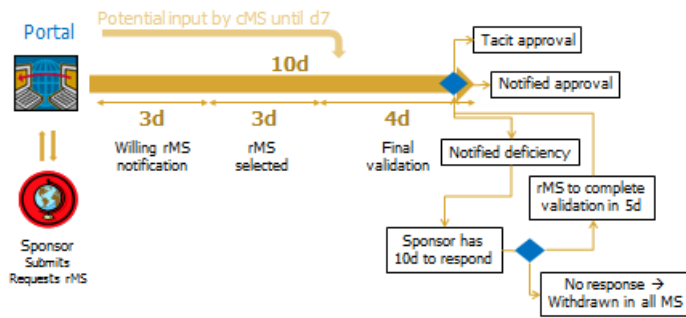 Potential input by cMS until d7
Portal
10d
3d
3d
4d
Willing rMS
notification
rMS
selected
Final
validation
Tacit approval
Notified approval
Notified deficiency
rMS to complete
validation in 5d
Sponsor has
10d to respond
No response →
Withdrawn in all MS
Sponsor
Submits
Requests rMS